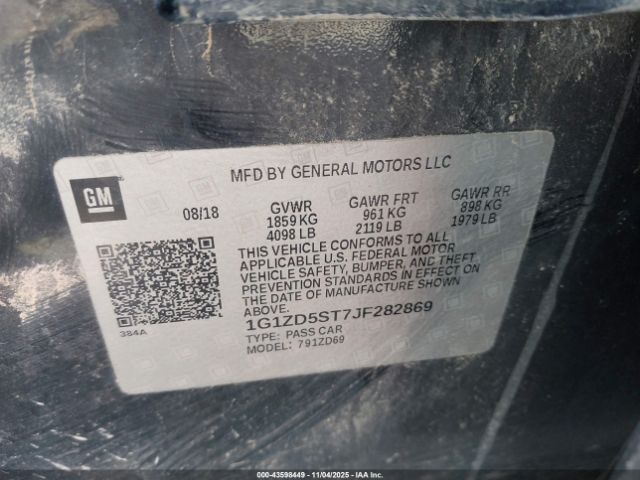 MFD BY GENERAL MOTORS LLC
GM
08/18
GVWR GAWR FRT GAWR RR
1859 KG 961 KG 898 KG
4098 LB 2119 LB 1979 LB
THIS VEHICLE CONFORMS TO ALL
APPLICABLE U.S. FEDERAL MOTOR
VEHICLE SAFETY, BUMPER, AND THEFT
PREVENTION STANDARDS IN EFFECT ON
THE DATE OF MANUFACTURE SHOWN
ABOVE.
1G1ZD5ST7JF282869
TYPE: PASS CAR
MODEL: 791ZD69
384A
000-43598449 - 11/04/2025 - IAA Inc.